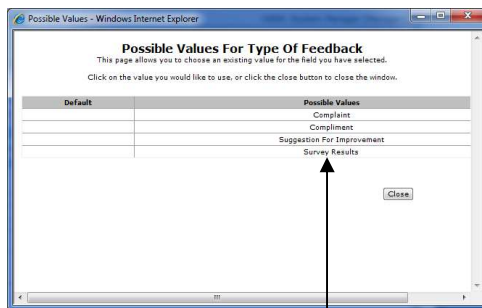 Possible Values - Windows Internet Explorer
Possible Values For Type Of Feedback
This page allows you to choose an existing value for the field you have selected.
Click on the value you would like to use, or click the close button to close the window.
Default Possible Values
Complaint
Compliment
Suggestion For Improvement
Survey Results
Close